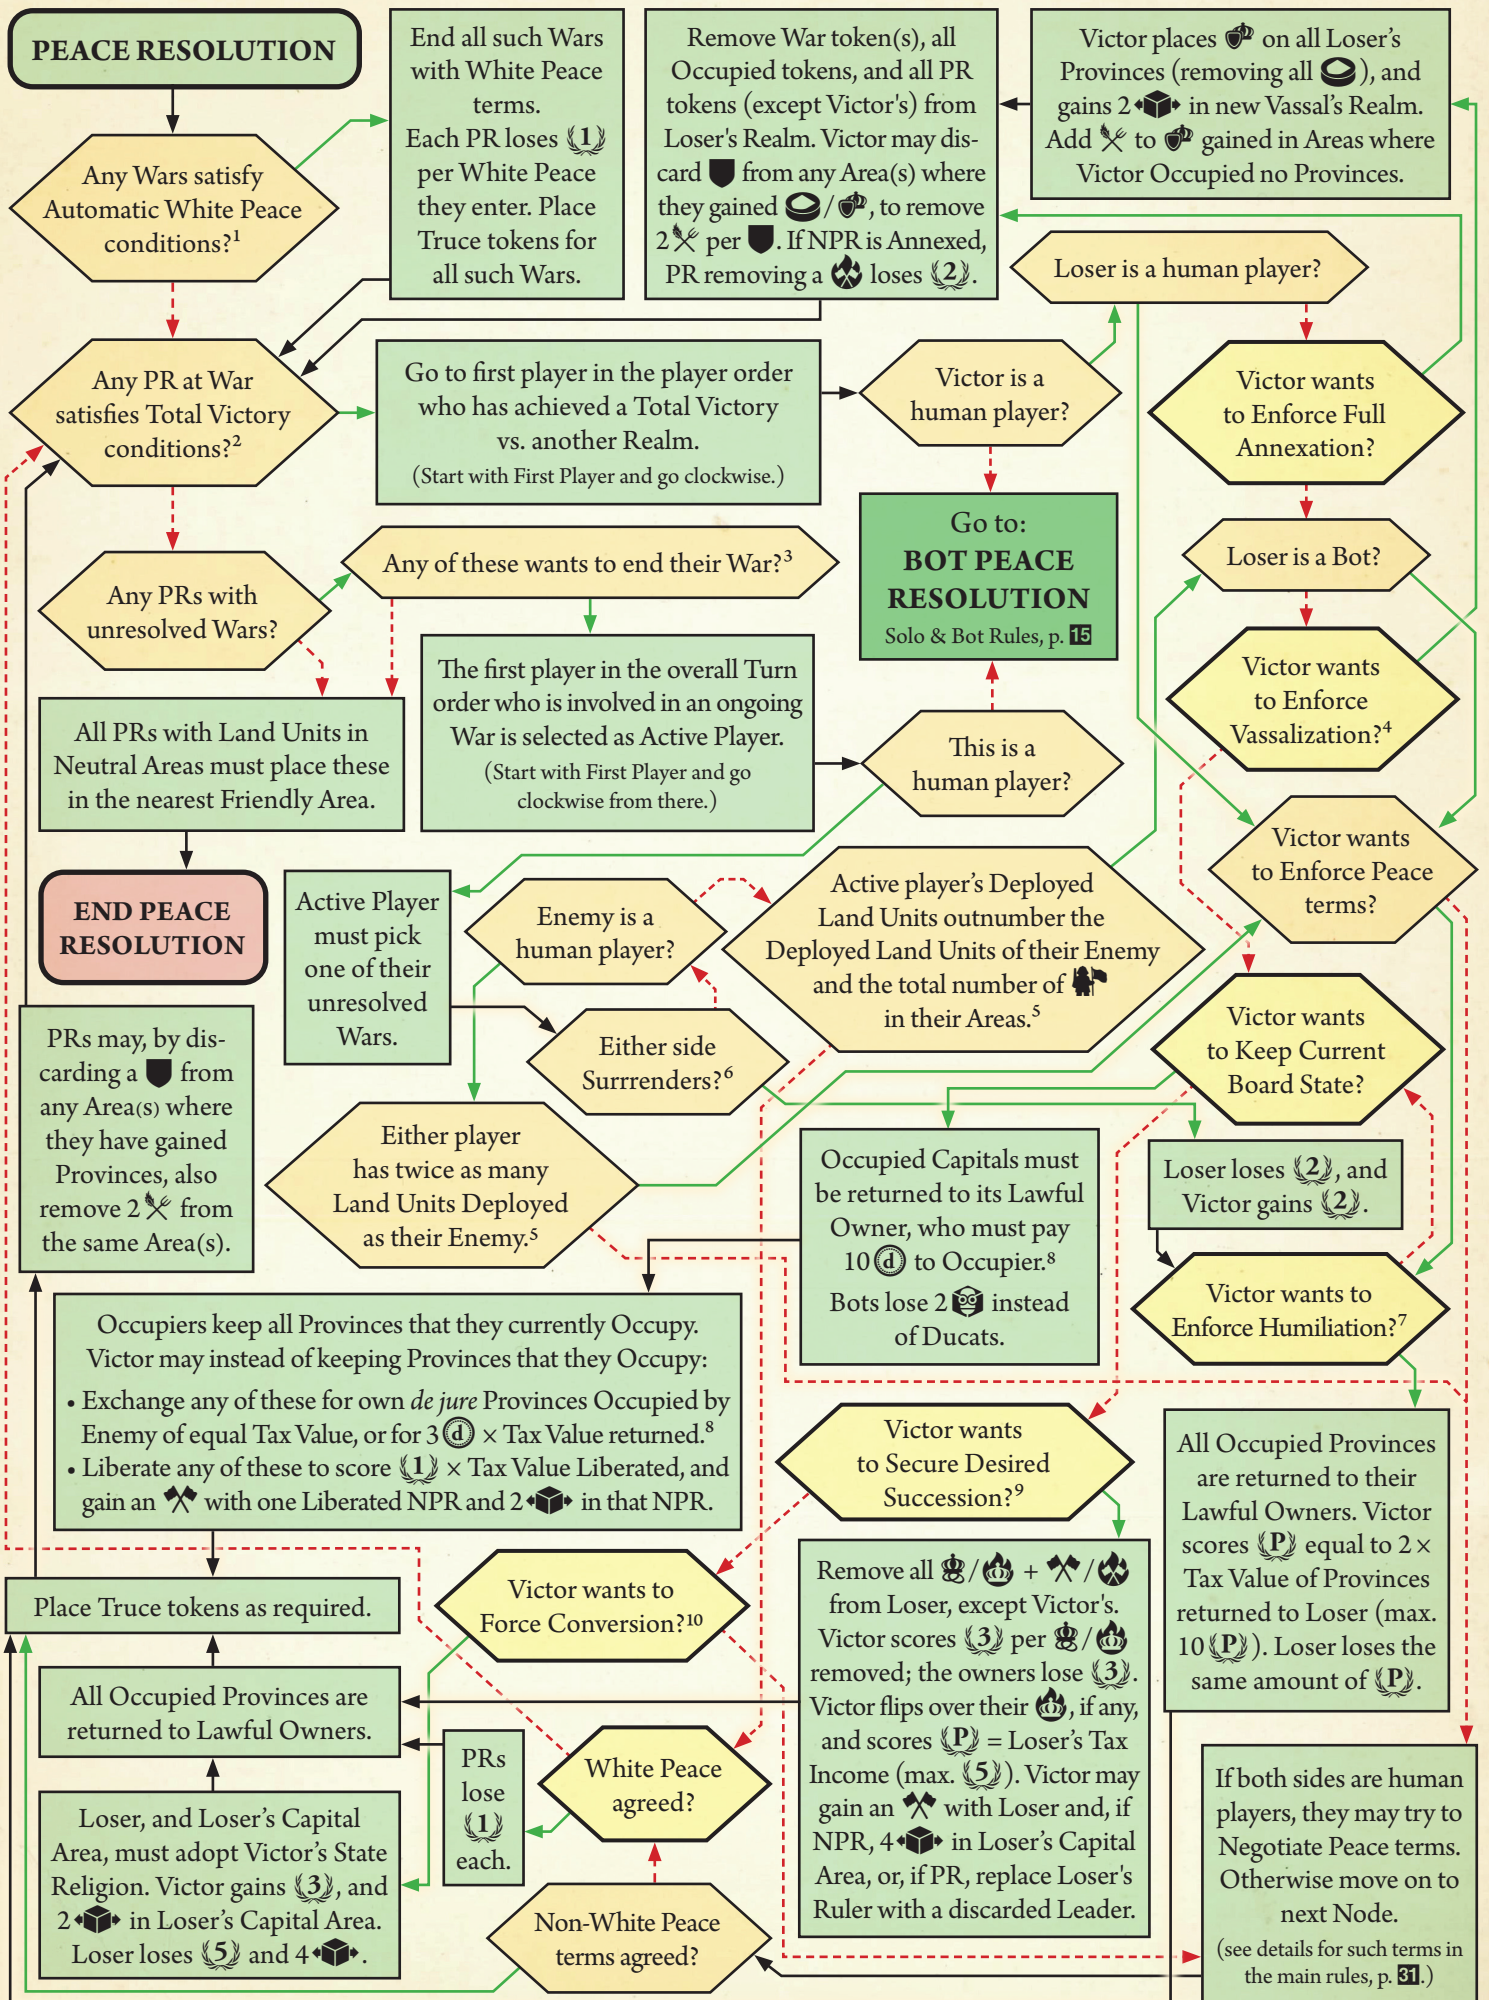 PEACE RESOLUTION
End all such Wars
with White Peace
terms.
Each PR loses 1
per White Peace
they enter. Place
Truce tokens for
all such Wars.
Remove War token(s), all
Occupied tokens, and all PR
tokens (except Victor's) from
Loser's Realm. Victor may dis-
card from any Area(s) where
they gained / , to remove
2 per . If NPR is Annexed,
PR removing a loses 2 .
Victor places on all Loser's
Provinces (removing all ), and
gains 2 in new Vassal's Realm.
Add to gained in Areas where
Victor Occupied no Provinces.
Any Wars satisfy
Automatic White Peace
conditions?¹
Loser is a human player?
Any PR at War
satisfies Total Victory
conditions?²
Go to first player in the player order
who has achieved a Total Victory
vs. another Realm.
(Start with First Player and go clockwise.)
Victor is a
human player?
Victor wants
to Enforce Full
Annexation?
Go to:
BOT PEACE
RESOLUTION
Solo & Bot Rules, p. 15
Any of these wants to end their War?³
Loser is a Bot?
Any PRs with
unresolved Wars?
The first player in the overall Turn
order who is involved in an ongoing
War is selected as Active Player.
(Start with First Player and go
clockwise from there.)
Victor wants
to Enforce
Vassalization?⁴
All PRs with Land Units in
Neutral Areas must place these
in the nearest Friendly Area.
This is a
human player?
Victor wants
to Enforce Peace
terms?
END PEACE
RESOLUTION
Active Player
must pick
one of their
unresolved
Wars.
Enemy is a
human player?
Active player's Deployed
Land Units outnumber the
Deployed Land Units of their Enemy
and the total number of
in their Areas.⁵
Victor wants
to Keep Current
Board State?
PRs may, by dis-
carding a from
any Area(s) where
they have gained
Provinces, also
remove 2 from
the same Area(s).
Either side
Surrrenders?⁶
Either player
has twice as many
Land Units Deployed
as their Enemy.⁵
Occupied Capitals must
be returned to its Lawful
Owner, who must pay
10 d to Occupier.⁸
Bots lose 2 instead
of Ducats.
Loser loses 2 , and
Victor gains 2 .
Victor wants to
Enforce Humiliation?⁷
Occupiers keep all Provinces that they currently Occupy.
Victor may instead of keeping Provinces that they Occupy:
• Exchange any of these for own de jure Provinces Occupied by
Enemy of equal Tax Value, or for 3 d × Tax Value returned.⁸
• Liberate any of these to score 1 × Tax Value Liberated, and
gain an with one Liberated NPR and 2 in that NPR.
Victor wants
to Secure Desired
Succession?⁹
All Occupied Provinces
are returned to their
Lawful Owners. Victor
scores P equal to 2 ×
Tax Value of Provinces
returned to Loser (max.
10 P ). Loser loses the
same amount of P .
Place Truce tokens as required.
Victor wants to
Force Conversion?¹⁰
Remove all / + /
from Loser, except Victor's.
Victor scores 3 per /
removed; the owners lose 3 .
Victor flips over their , if any,
and scores P = Loser's Tax
Income (max. 5 ). Victor may
gain an with Loser and, if
NPR, 4 in Loser's Capital
Area, or, if PR, replace Loser's
Ruler with a discarded Leader.
All Occupied Provinces are
returned to Lawful Owners.
PRs
lose
1
each.
White Peace
agreed?
Loser, and Loser's Capital
Area, must adopt Victor's State
Religion. Victor gains 3 , and
2 in Loser's Capital Area.
Loser loses 5 and 4 .
If both sides are human
players, they may try to
Negotiate Peace terms.
Otherwise move on to
next Node.
(see details for such terms in
the main rules, p. 31.)
Non-White Peace
terms agreed?